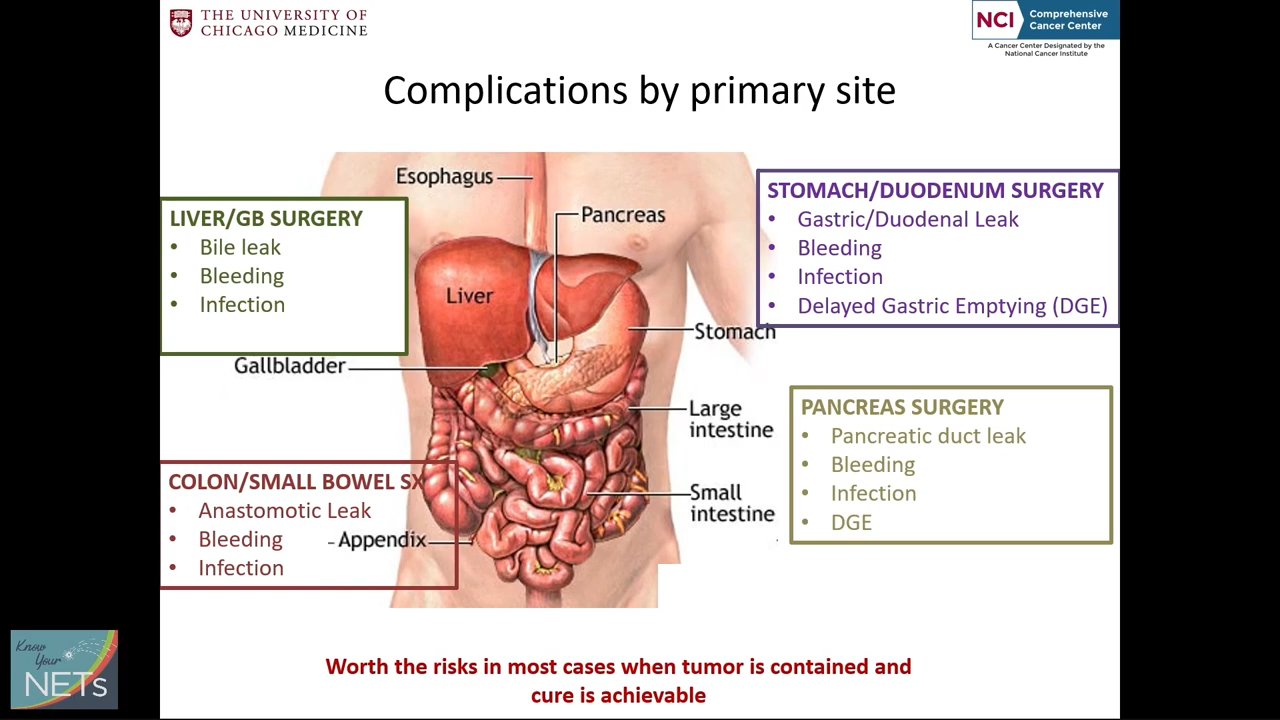 THE UNIVERSITY OF
CHICAGO MEDICINE
NCI
Comprehensive
Cancer Center
A Cancer Center Designated by the
National Cancer Institute
Complications by primary site
Esophagus
Pancreas
Liver
Stomach
Gallbladder
Large
intestine
Small
intestine
Appendix
LIVER/GB SURGERY
• Bile leak
• Bleeding
• Infection
STOMACH/DUODENUM SURGERY
• Gastric/Duodenal Leak
• Bleeding
• Infection
• Delayed Gastric Emptying (DGE)
COLON/SMALL BOWEL SX
• Anastomotic Leak
• Bleeding
• Infection
PANCREAS SURGERY
• Pancreatic duct leak
• Bleeding
• Infection
• DGE
Worth the risks in most cases when tumor is contained and
cure is achievable
Know
Your
NETs